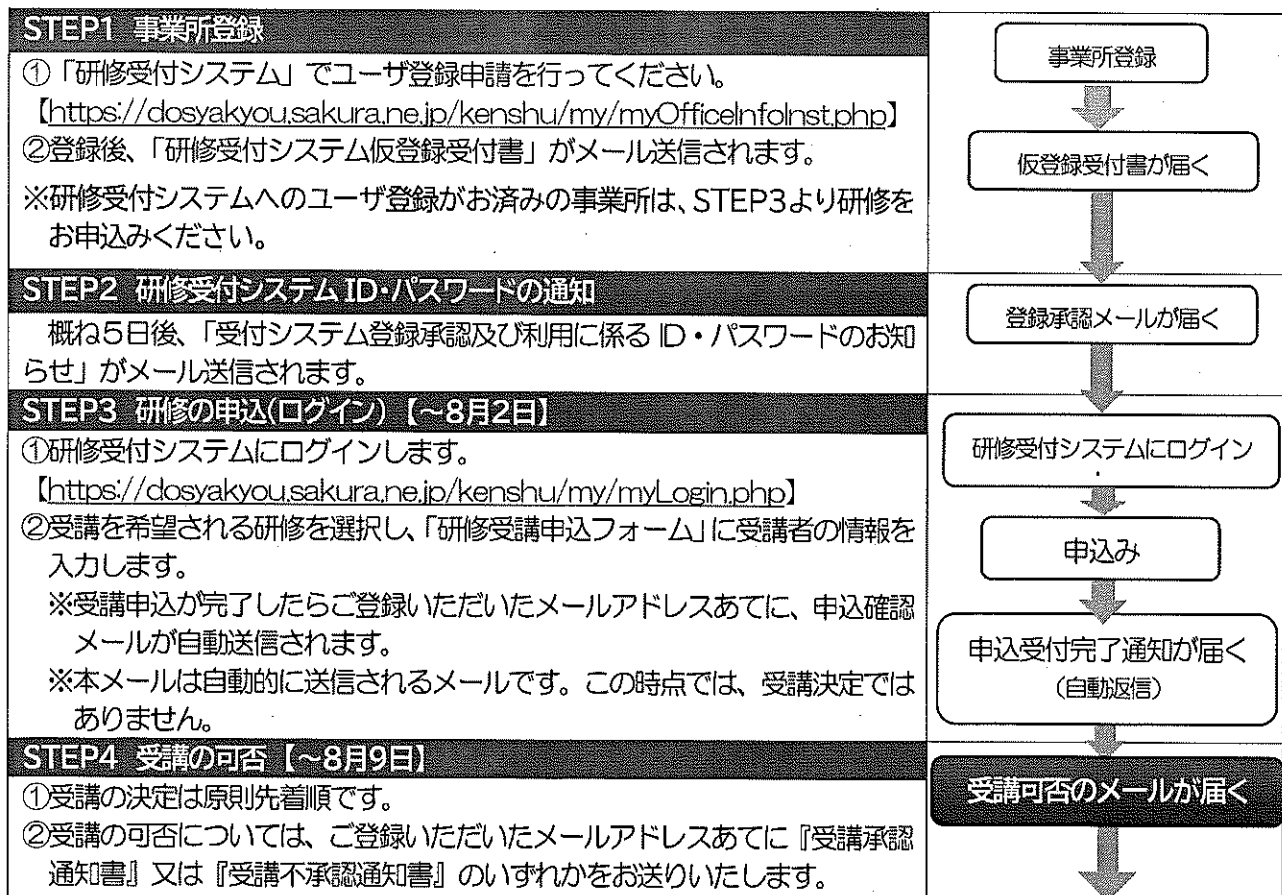 STEP1 事業所登録
①「研修受付システム」でユーザ登録申請を行ってください。
【https://dosyakyou.sakura.ne.jp/kenshu/my/myOfficeInfoInst.php】
②登録後、「研修受付システム仮登録受付書」がメール送信されます。
※研修受付システムへのユーザ登録がお済みの事業所は、STEP3より研修を
お申込みください。
事業所登録
仮登録受付書が届く
STEP2 研修受付システムID・パスワードの通知
概ね5日後、「受付システム登録承認及び利用に係るID・パスワードのお知
らせ」がメール送信されます。
登録承認メールが届く
STEP3 研修の申込(ログイン)【～8月2日】
①研修受付システムにログインします。
【https://dosyakyou.sakura.ne.jp/kenshu/my/myLogin.php】
②受講を希望される研修を選択し、「研修受講申込フォーム」に受講者の情報を
入力します。
※受講申込が完了したらご登録いただいたメールアドレスあてに、申込確認
メールが自動送信されます。
※本メールは自動的に送信されるメールです。この時点では、受講決定では
ありません。
研修受付システムにログイン
申込み
申込受付完了通知が届く
(自動返信)
STEP4 受講の可否【～8月9日】
①受講の決定は原則先着順です。
②受講の可否については、ご登録いただいたメールアドレスあてに『受講承認
通知書』又は『受講不承認通知書』のいずれかをお送りいたします。
受講可否のメールが届く